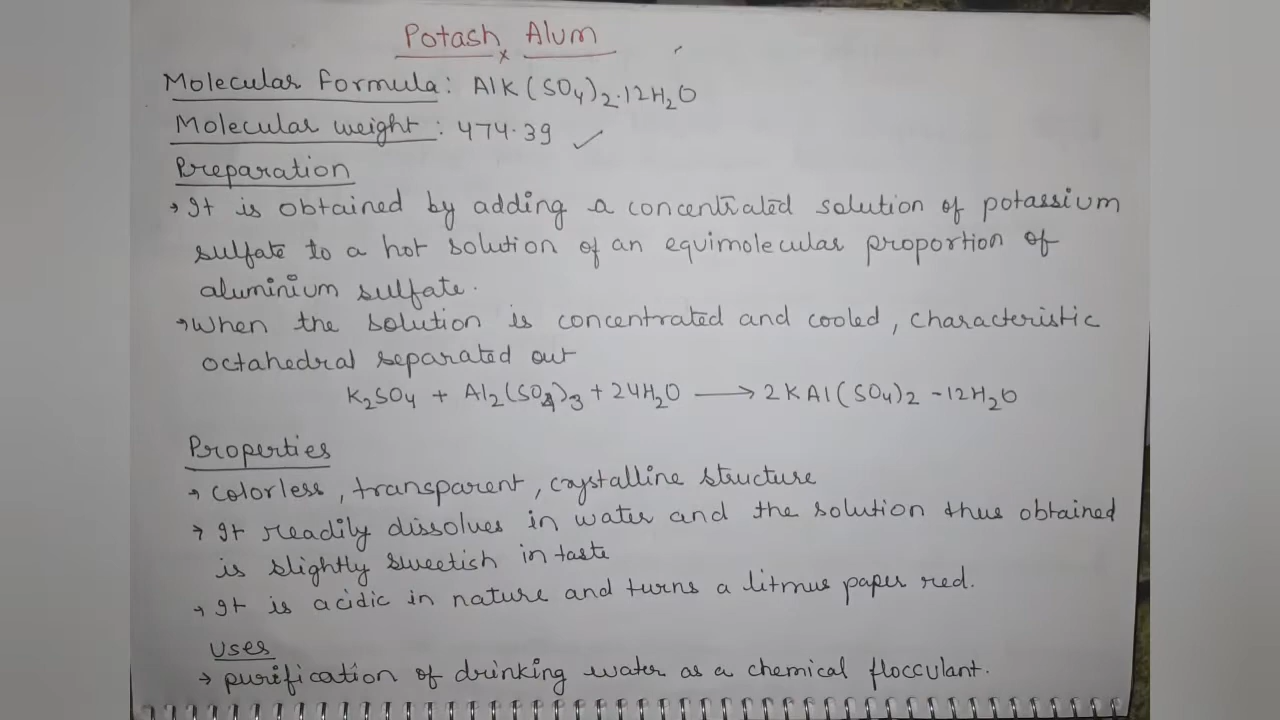 Potash Alum
Molecular Formula: AlK(SO4)2.12H2O
Molecular weight: 474.39
Preparation
→ It is obtained by adding a concentrated solution of potassium
sulfate to a hot solution of an equimolecular proportion of
aluminium sulfate.
→ When the solution is concentrated and cooled, characteristic
octahedral separated out
K2SO4 + Al2(SO4)3 + 24H2O → 2KAl(SO4)2 - 12H2O
Properties
→ colorless, transparent, crystalline structure
→ It readily dissolves in water and the solution thus obtained
is slightly sweetish in taste
→ It is acidic in nature and turns a litmus paper red.
Uses
→ purification of drinking water as a chemical flocculant.